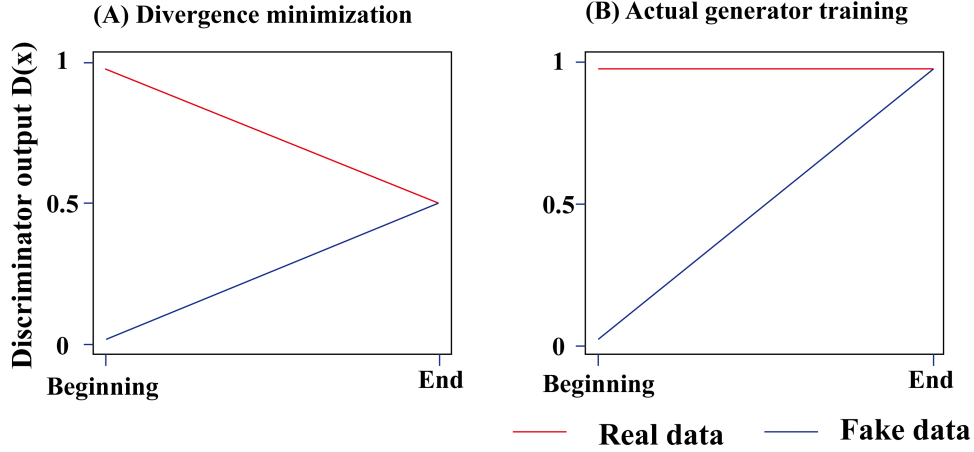 (A) Divergence minimization
(B) Actual generator training
Discriminator output D(x)
1
0.5
0
Beginning
End
1
0.5
0
Beginning
End
Real data
Fake data